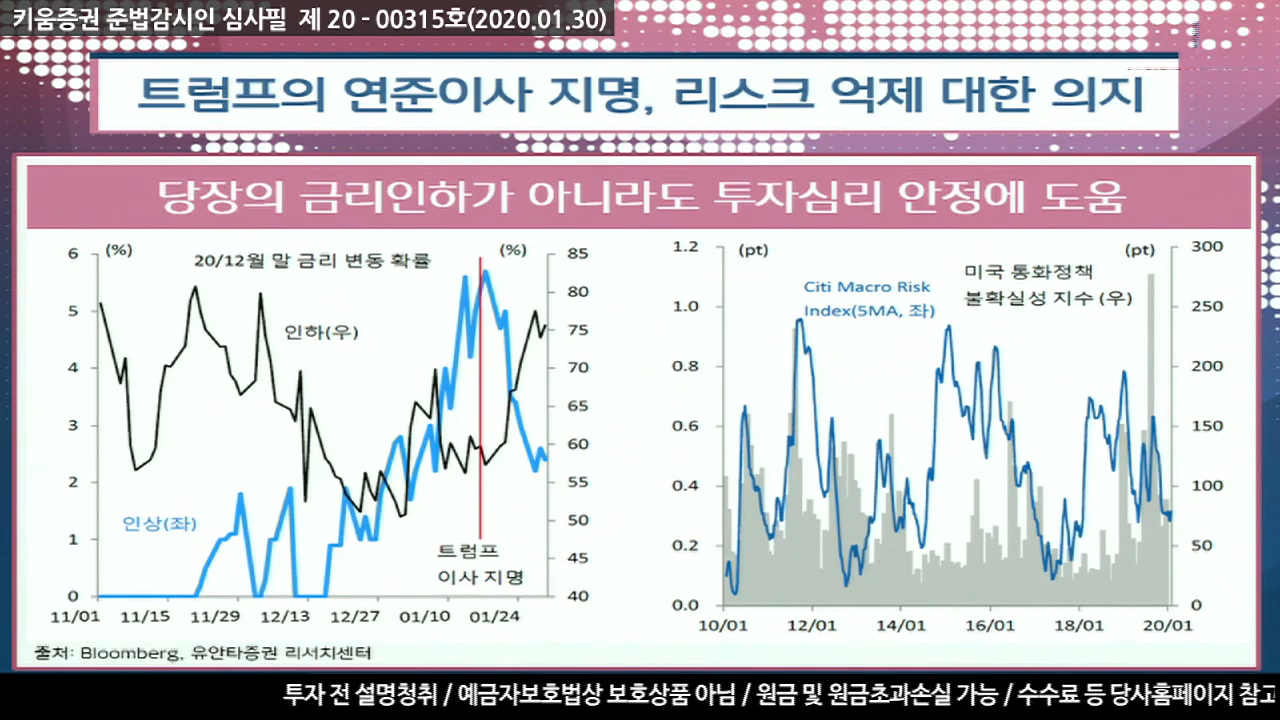 키움증권 준법감시인 심사필 제 20 - 00315호(2020.01.30)
트럼프의 연준이사 지명, 리스크 억제 대한 의지
당장의 금리인하가 아니라도 투자심리 안정에 도움
(%)
20/12월 말 금리 변동 확률
(%)
6
5
4
3
2
1
0
85
80
75
70
65
60
55
50
45
40
인하(우)
인상(좌)
트럼프
이사 지명
11/01 11/15 11/29 12/13 12/27 01/10 01/24
(pt)
(pt)
1.2
1.0
0.8
0.6
0.4
0.2
0.0
300
250
200
150
100
50
0
Citi Macro Risk
Index(5MA, 좌)
미국 통화정책
불확실성 지수 (우)
10/01 12/01 14/01 16/01 18/01 20/01
출처: Bloomberg, 유안타증권 리서치센터
투자 전 설명청취 / 예금자보호법상 보호상품 아님 / 원금 및 원금초과손실 가능 / 수수료 등 당사홈페이지 참고